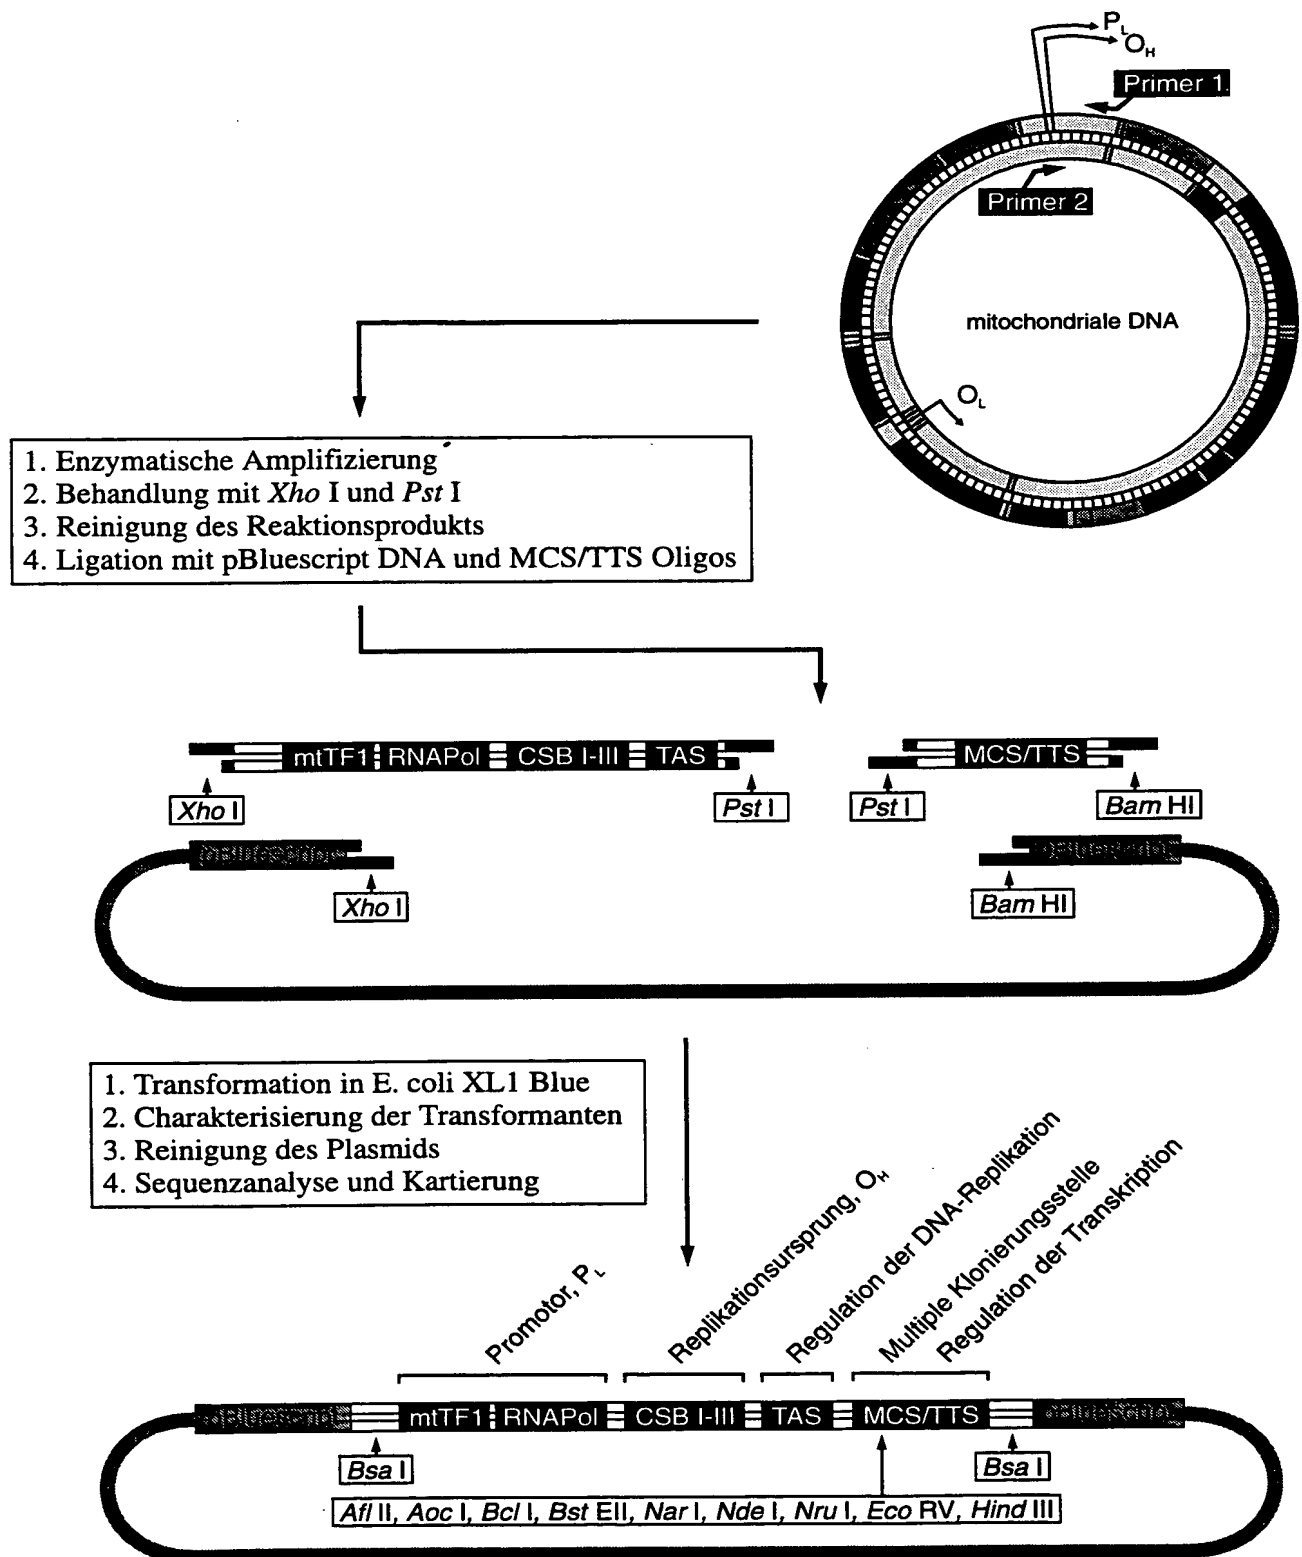 P_L
O_H
Primer 1
Primer 2
mitochondriale DNA
O_L
1. Enzymatische Amplifizierung
2. Behandlung mit Xho I und Pst I
3. Reinigung des Reaktionsprodukts
4. Ligation mit pBluescript DNA und MCS/TTS Oligos
mtTF1 RNAPol CSB I-III TAS
MCS/TTS
Xho I
Pst I
Pst I
Bam HI
Xho I
Bam HI
1. Transformation in E. coli XL1 Blue
2. Charakterisierung der Transformanten
3. Reinigung des Plasmids
4. Sequenzanalyse und Kartierung
Promotor, P_L
Replikationsursprung, O_H
Regulation der DNA-Replikation
Multiple Klonierungsstelle
Regulation der Transkription
mtTF1 RNAPol CSB I-III TAS MCS/TTS
Bsa I
Bsa I
Afl II, Aoc I, Bcl I, Bst EII, Nar I, Nde I, Nru I, Eco RV, Hind III